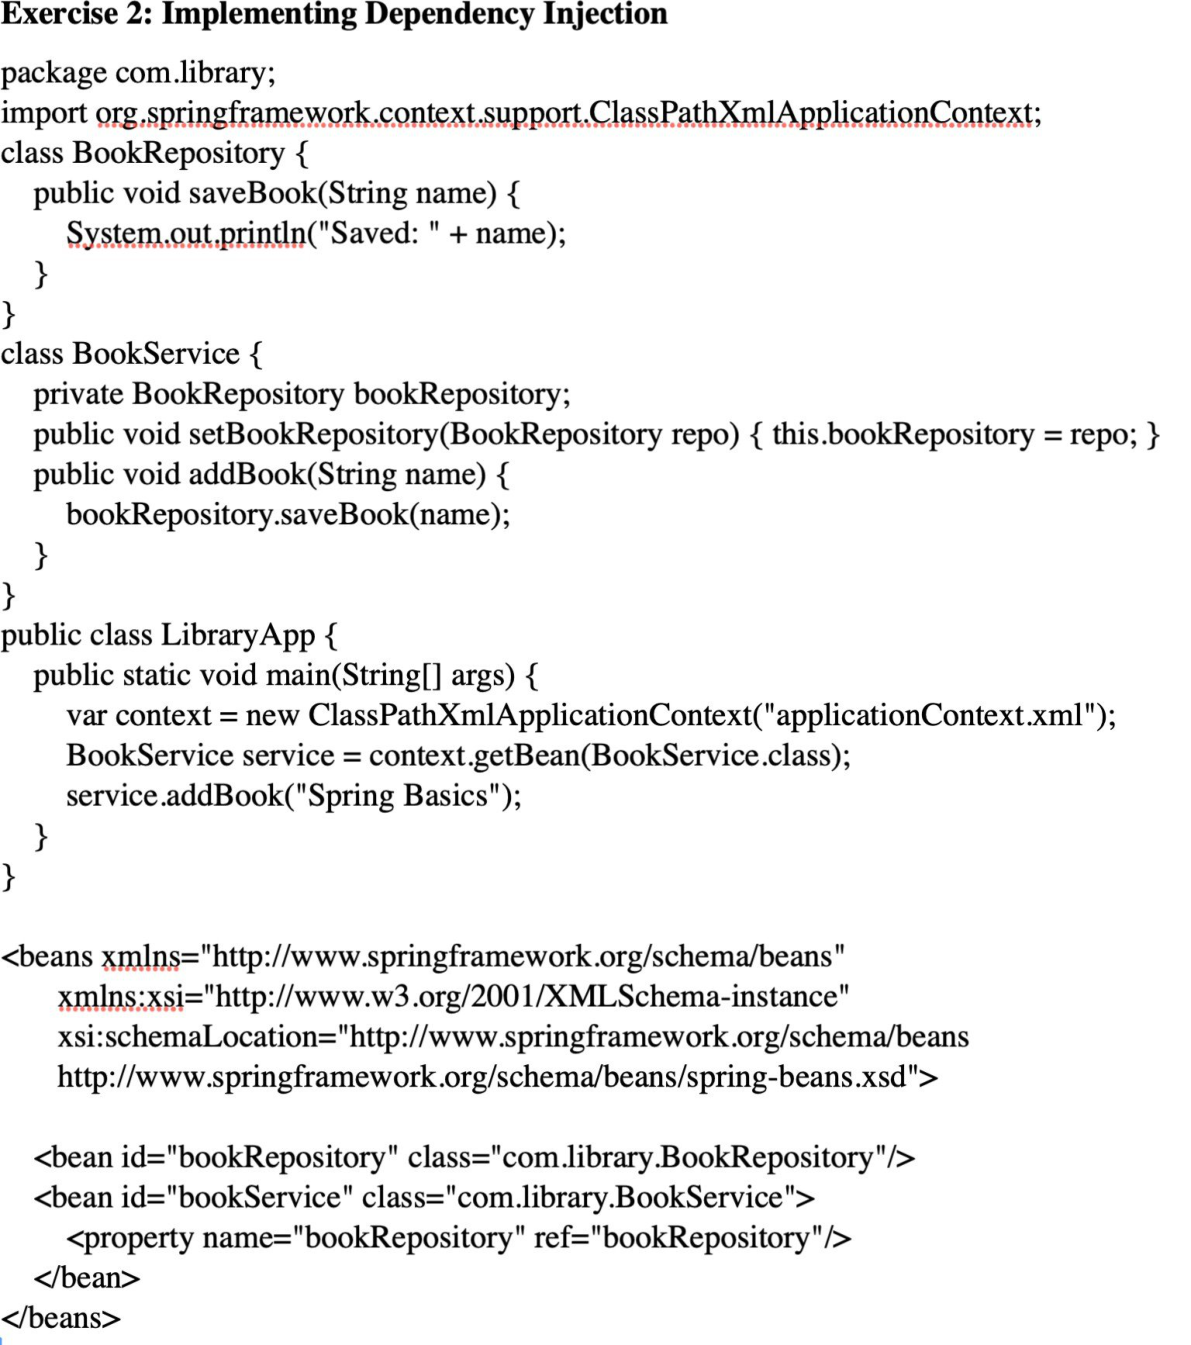 Exercise 2: Implementing Dependency Injection
package com.library;
import org.springframework.context.support.ClassPathXmlApplicationContext;
class BookRepository {
public void saveBook(String name) {
System.out.println("Saved: " + name);
}
}
class BookService {
private BookRepository bookRepository;
public void setBookRepository(BookRepository repo) { this.bookRepository = repo; }
public void addBook(String name) {
bookRepository.saveBook(name);
}
}
public class LibraryApp {
public static void main(String[] args) {
var context = new ClassPathXmlApplicationContext("applicationContext.xml");
BookService service = context.getBean(BookService.class);
service.addBook("Spring Basics");
}
}
<beans xmlns="http://www.springframework.org/schema/beans"
xmlns:xsi="http://www.w3.org/2001/XMLSchema-instance"
xsi:schemaLocation="http://www.springframework.org/schema/beans
http://www.springframework.org/schema/beans/spring-beans.xsd">
<bean id="bookRepository" class="com.library.BookRepository"/>
<bean id="bookService" class="com.library.BookService">
<property name="bookRepository" ref="bookRepository"/>
</bean>
</beans>